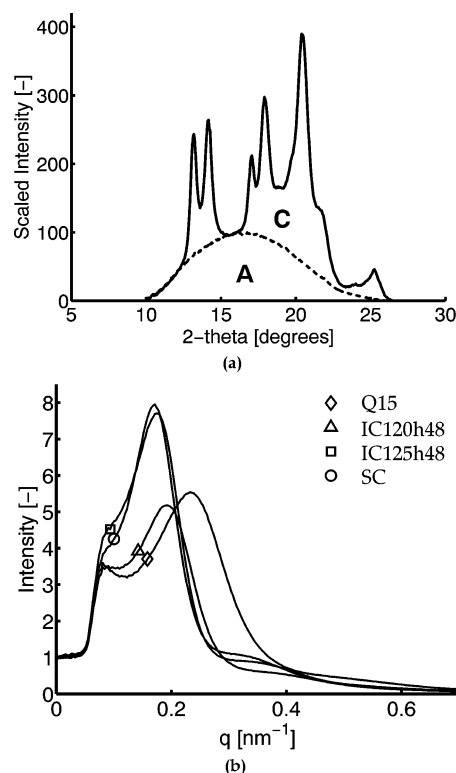 400
300
200
100
0
Scaled Intensity [-]
C
A
5 10 15 20 25 30
2-theta [degrees]
(a)
8
7
6
5
4
3
2
1
0
Intensity [-]
Q15
IC120h48
IC125h48
SC
0 0.2 0.4 0.6
q [nm⁻¹]
(b)